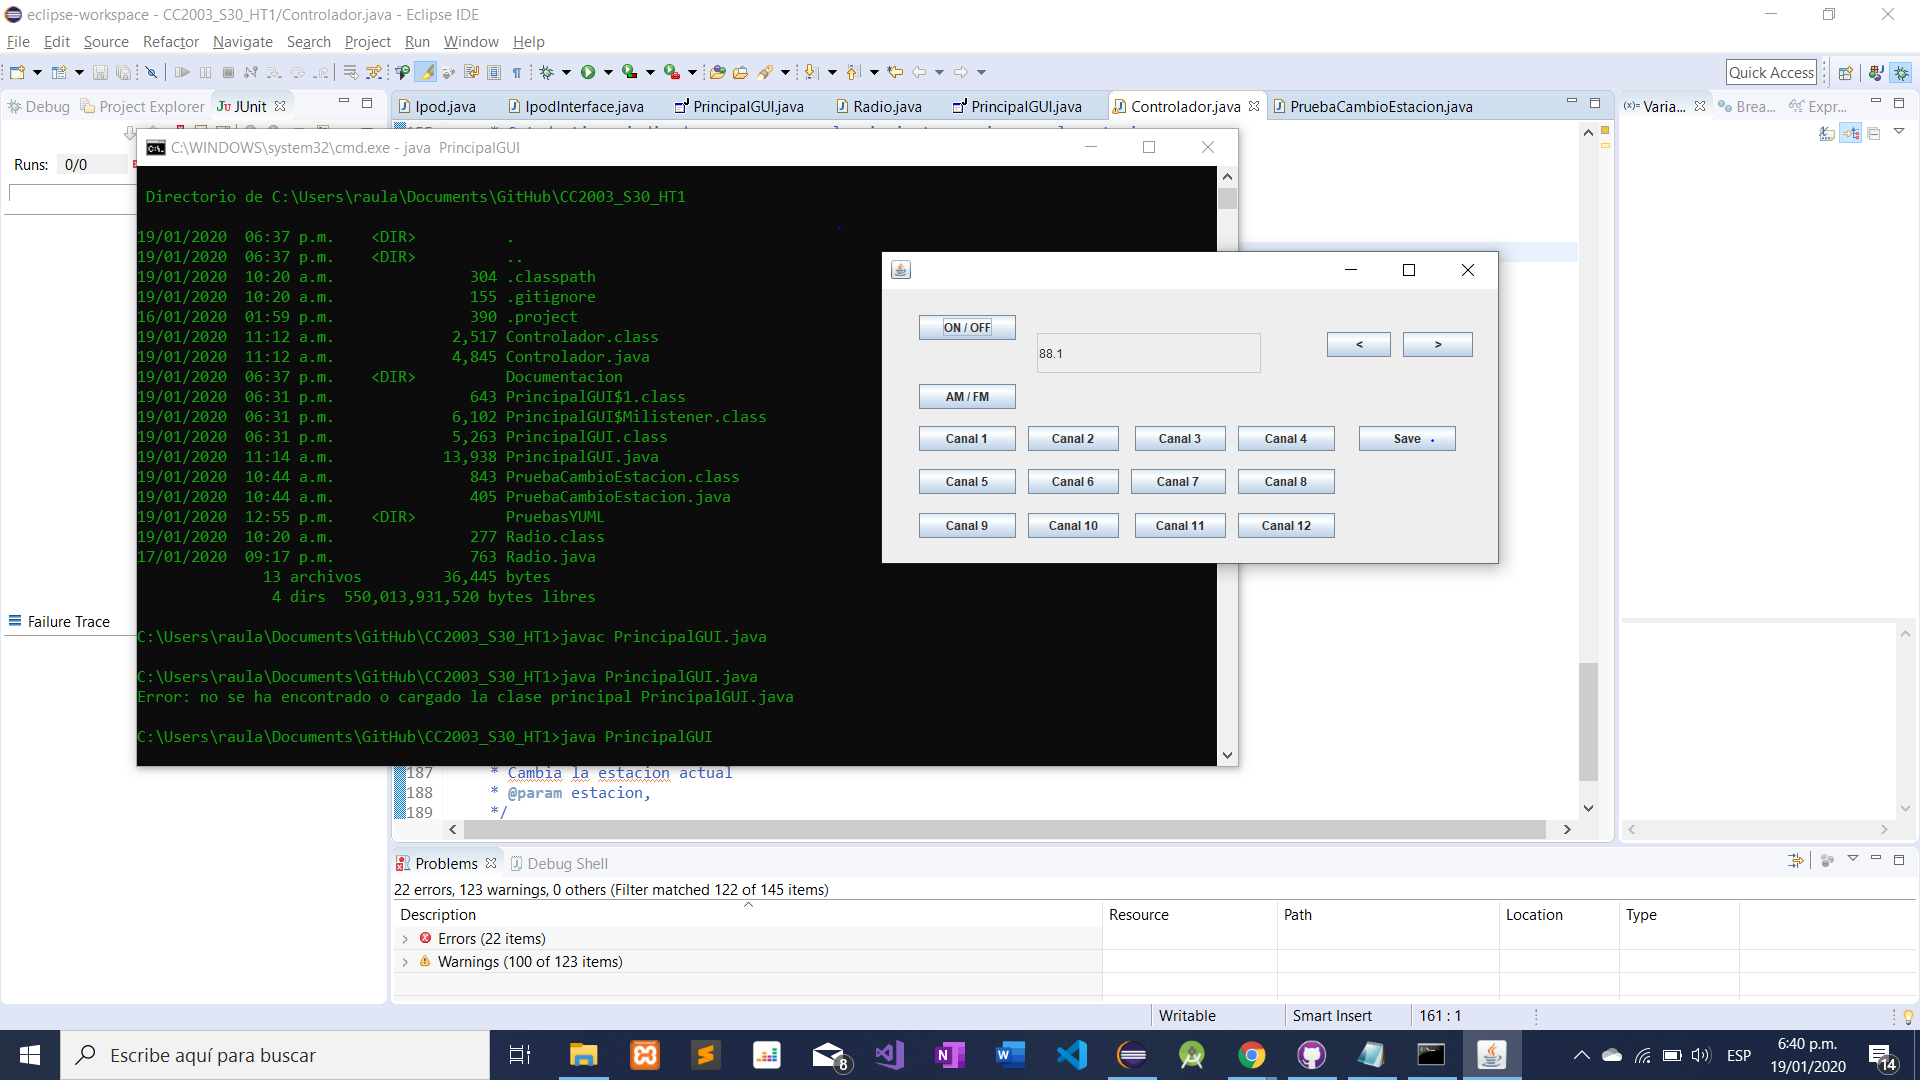 eclipse-workspace - CC2003_S30_HT1/Controlador.java - Eclipse IDE
File Edit Source Refactor Navigate Search Project Run Window Help
Quick Access
Debug Project Explorer JUnit
Ipod.java IpodInterface.java PrincipalGUI.java Radio.java PrincipalGUI.java Controlador.java PruebaCambioEstacion.java
(x)= Varia... Brea... Expr...
Runs: 0/0
Failure Trace
C:\WINDOWS\system32\cmd.exe - java  PrincipalGUI
Directorio de C:\Users\raula\Documents\GitHub\CC2003_S30_HT1
19/01/2020  06:37 p.m.    <DIR>          .
19/01/2020  06:37 p.m.    <DIR>          ..
19/01/2020  10:20 a.m.               304 .classpath
19/01/2020  10:20 a.m.               155 .gitignore
16/01/2020  01:59 p.m.               390 .project
19/01/2020  11:12 a.m.             2,517 Controlador.class
19/01/2020  11:12 a.m.             4,845 Controlador.java
19/01/2020  06:37 p.m.    <DIR>          Documentacion
19/01/2020  06:31 p.m.               643 PrincipalGUI$1.class
19/01/2020  06:31 p.m.             6,102 PrincipalGUI$Milistener.class
19/01/2020  06:31 p.m.             5,263 PrincipalGUI.class
19/01/2020  11:14 a.m.            13,938 PrincipalGUI.java
19/01/2020  10:44 a.m.               843 PruebaCambioEstacion.class
19/01/2020  10:44 a.m.               405 PruebaCambioEstacion.java
19/01/2020  12:55 p.m.    <DIR>          PruebasYUML
19/01/2020  10:20 a.m.               277 Radio.class
17/01/2020  09:17 p.m.               763 Radio.java
13 archivos          36,445 bytes
4 dirs  550,013,931,520 bytes libres
C:\Users\raula\Documents\GitHub\CC2003_S30_HT1>javac PrincipalGUI.java
C:\Users\raula\Documents\GitHub\CC2003_S30_HT1>java PrincipalGUI.java
Error: no se ha encontrado o cargado la clase principal PrincipalGUI.java
C:\Users\raula\Documents\GitHub\CC2003_S30_HT1>java PrincipalGUI
ON / OFF
88.1
< >
AM / FM
Canal 1 Canal 2 Canal 3 Canal 4 Save
Canal 5 Canal 6 Canal 7 Canal 8
Canal 9 Canal 10 Canal 11 Canal 12
187 * Cambia la estacion actual
188 * @param estacion,
189 */
Problems Debug Shell
22 errors, 123 warnings, 0 others (Filter matched 122 of 145 items)
Description Resource Path Location Type
Errors (22 items)
Warnings (100 of 123 items)
Writable Smart Insert 161 : 1
Escribe aquí para buscar
8
ESP
6:40 p.m.
19/01/2020
14